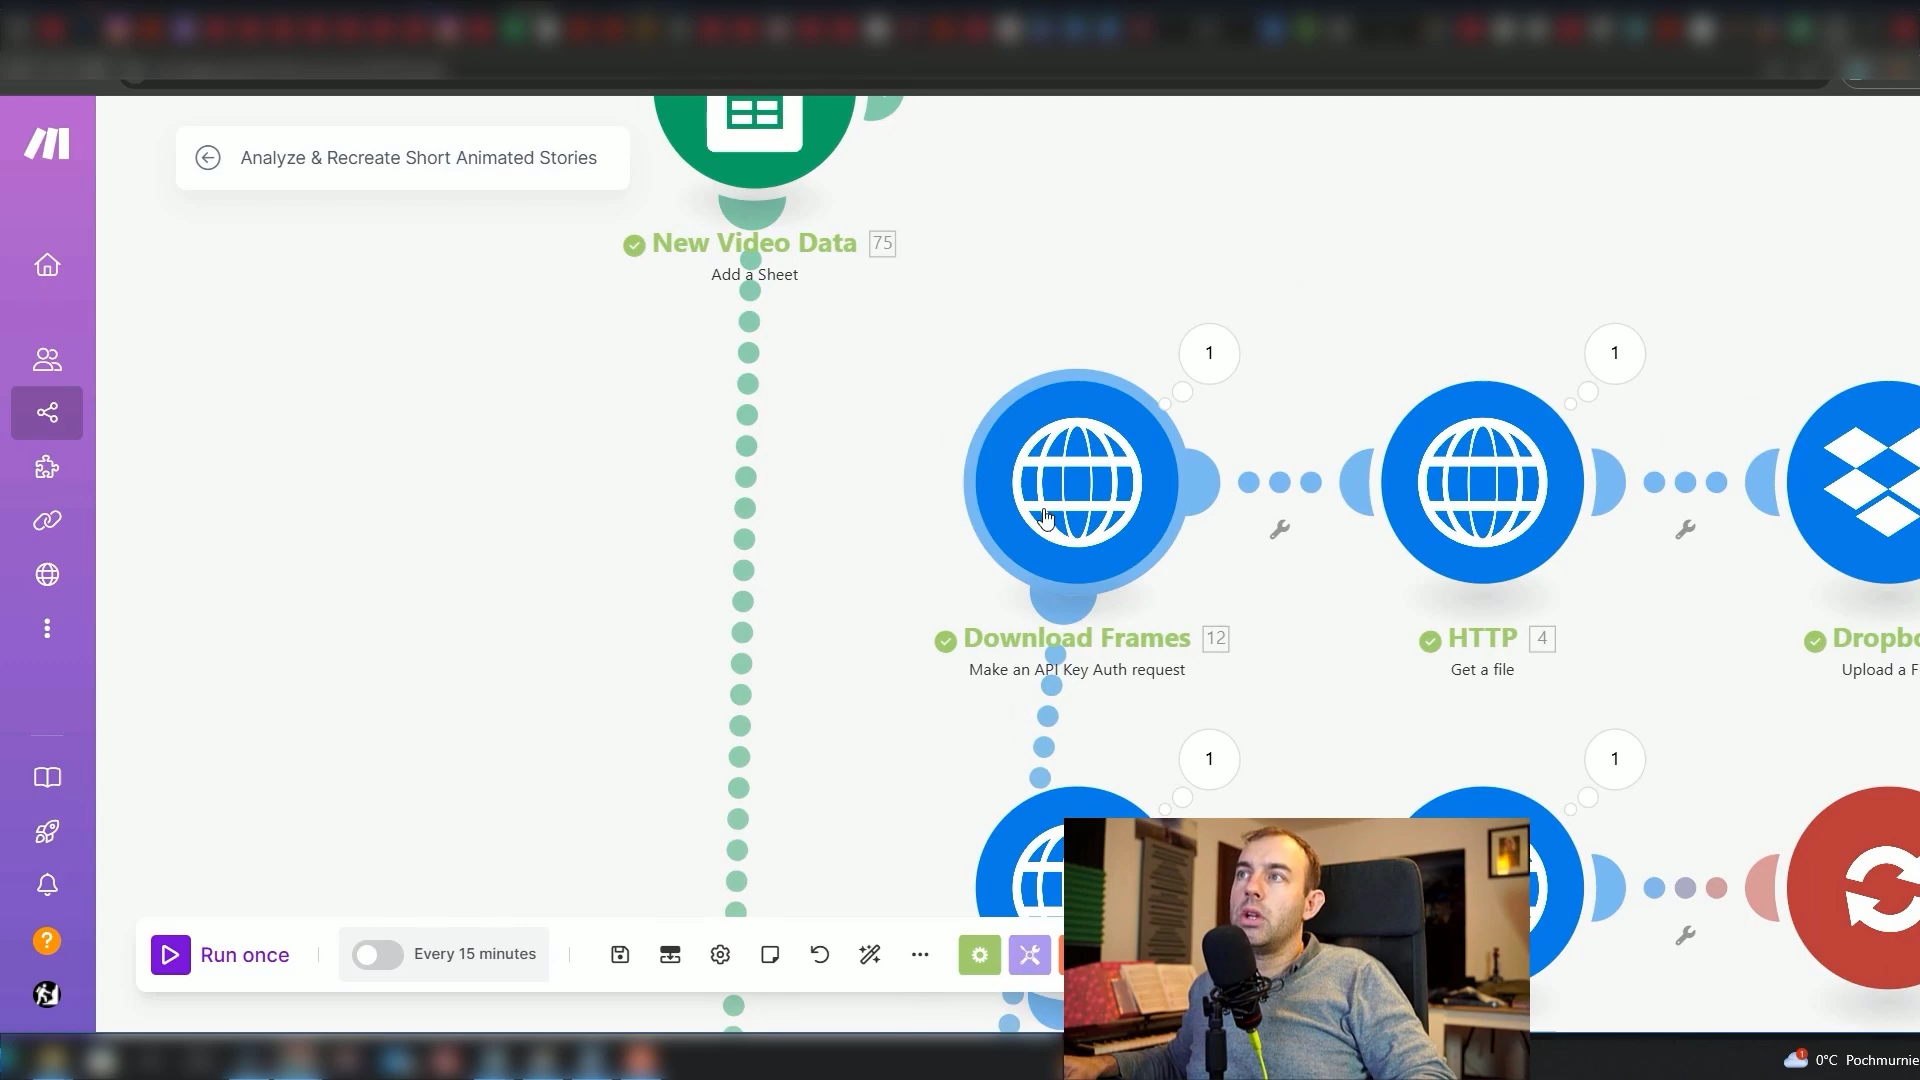 Analyze & Recreate Short Animated Stories
New Video Data 75
Add a Sheet
1
1
Download Frames 12
Make an API Key Auth request
HTTP 4
Get a file
Dropbo
Upload a F
1
1
Run once
Every 15 minutes
?
1
0°C Pochmurnie